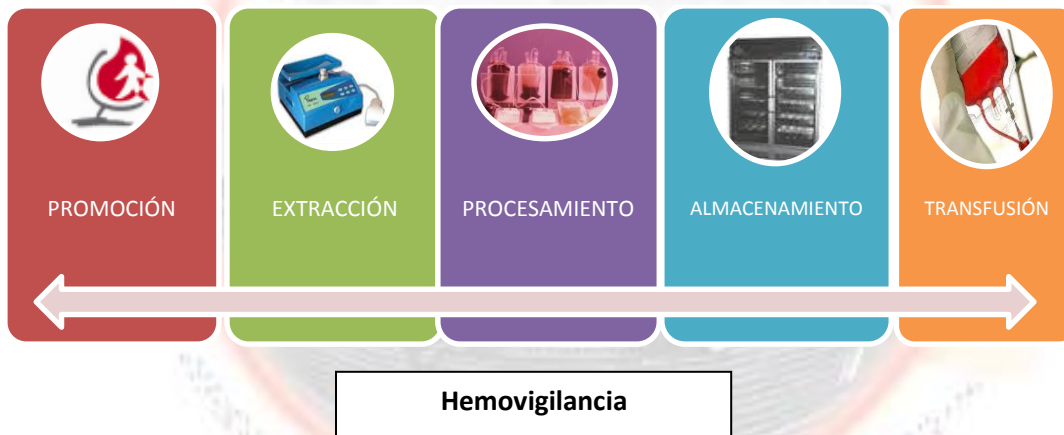 PROMOCIÓN
EXTRACCIÓN
PROCESAMIENTO
ALMACENAMIENTO
TRANSFUSIÓN
Hemovigilancia